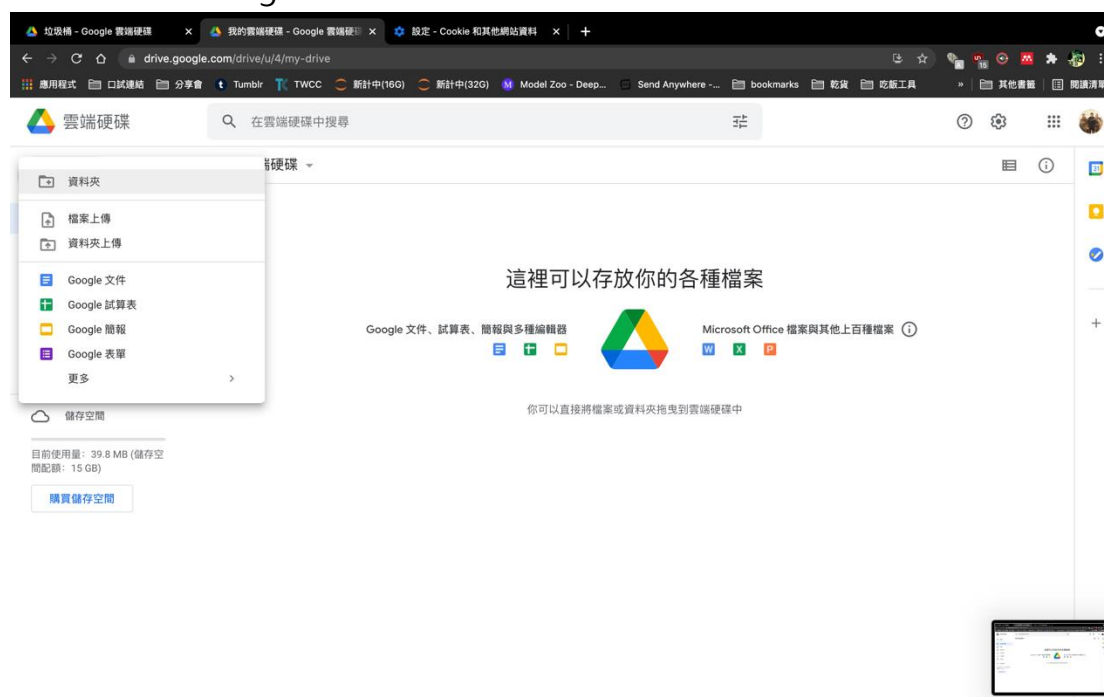 垃圾桶 - Google 雲端硬碟
我的雲端硬碟 - Google 雲端硬
設定 - Cookie 和其他網站資料
drive.google.com/drive/u/4/my-drive
應用程式 口試連結 分享會 Tumblr TWCC 新計中(16G) 新計中(32G) Model Zoo - Deep... Send Anywhere -... bookmarks 乾貨 吃飯工具 » 其他書籤 閱讀清單
雲端硬碟
在雲端硬碟中搜尋
端硬碟
資料夾
檔案上傳
資料夾上傳
Google 文件
Google 試算表
Google 簡報
Google 表單
更多
儲存空間
目前使用量：39.8 MB (儲存空
間配額：15 GB)
購買儲存空間
這裡可以存放你的各種檔案
Google 文件、試算表、簡報與多種編輯器
Microsoft Office 檔案與其他上百種檔案
W X P
你可以直接將檔案或資料夾拖曳到雲端硬碟中